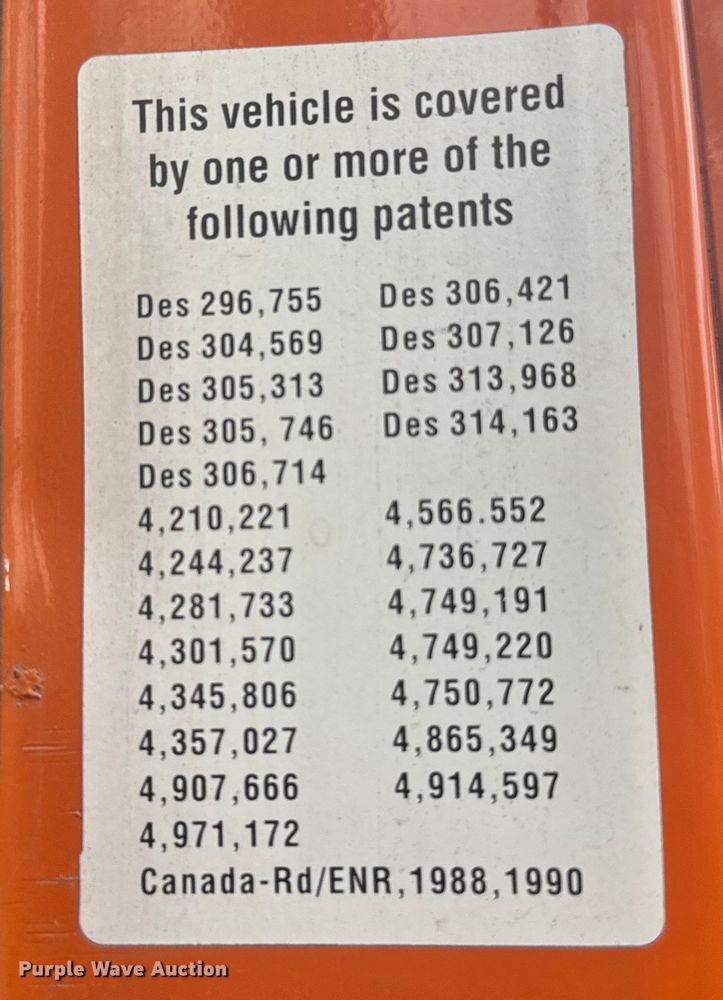 This vehicle is covered
by one or more of the
following patents
Des 296,755 Des 306,421
Des 304,569 Des 307,126
Des 305,313 Des 313,968
Des 305, 746 Des 314,163
Des 306,714
4,210,221 4,566.552
4,244,237 4,736,727
4,281,733 4,749,191
4,301,570 4,749,220
4,345,806 4,750,772
4,357,027 4,865,349
4,907,666 4,914,597
4,971,172
Canada-Rd/ENR,1988,1990
Purple Wave Auction